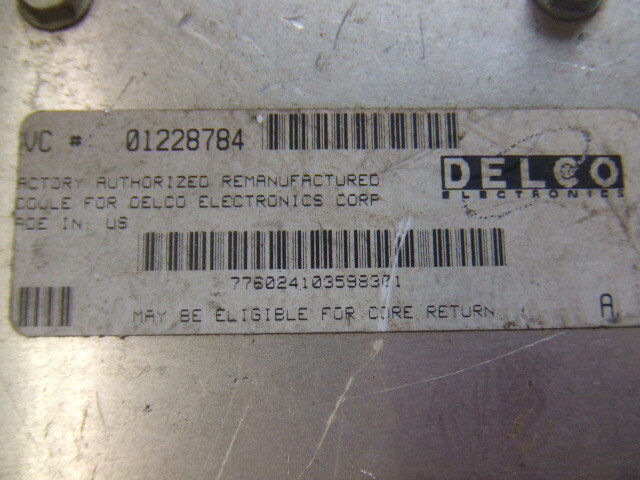 VC #: 01228784
ACTORY AUTHORIZED REMANUFACTURED
DELCO
ELECTRONICS
FOR DELCO ELECTRONICS CORP
ADE IN US
776024103598301
MAY BE ELIGIBLE FOR CORE RETURN
A